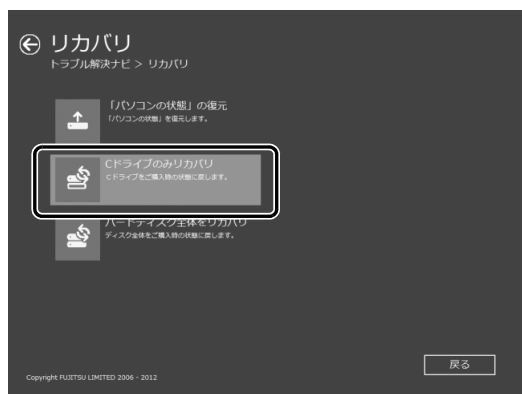 リカバリ
トラブル解決ナビ > リカバリ
「パソコンの状態」の復元
「パソコンの状態」を復元します。
Cドライブのみリカバリ
Cドライブをご購入時の状態に戻します。
ハードディスク全体をリカバリ
ディスク全体をご購入時の状態に戻します。
戻る
Copyright FUJITSU LIMITED 2006 - 2012